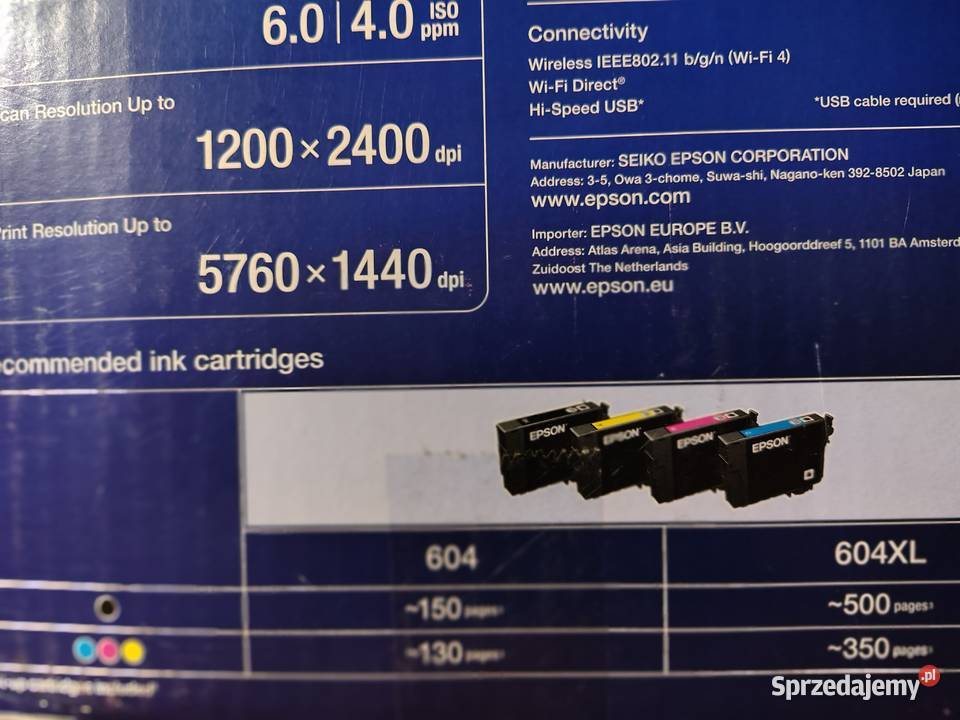 6.0 | 4.0 ISO ppm
can Resolution Up to
1200 × 2400 dpi
rint Resolution Up to
5760 × 1440 dpi
Connectivity
Wireless IEEE802.11 b/g/n (Wi-Fi 4)
Wi-Fi Direct®
Hi-Speed USB*
*USB cable required (
Manufacturer: SEIKO EPSON CORPORATION
Address: 3-5, Owa 3-chome, Suwa-shi, Nagano-ken 392-8502 Japan
www.epson.com
Importer: EPSON EUROPE B.V.
Address: Atlas Arena, Asia Building, Hoogoorddreef 5, 1101 BA Amsterd
Zuidoost The Netherlands
www.epson.eu
ecommended ink cartridges
EPSON EPSON EPSON EPSON
604 604XL
~150 pages ~500 pages
~130 pages ~350 pages
Sprzedajemy.pl